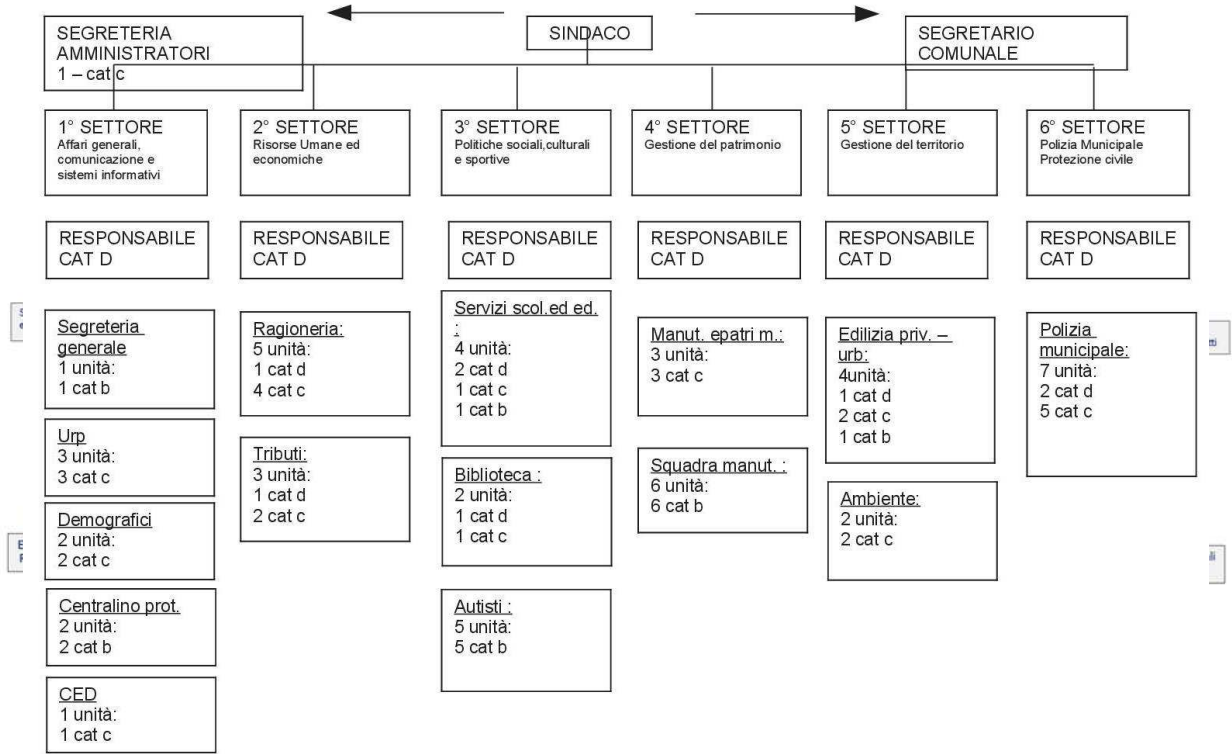 SEGRETERIA
AMMINISTRATORI
1 – cat c
SINDACO
SEGRETARIO
COMUNALE
1° SETTORE
Affari generali,
comunicazione e
sistemi informativi
2° SETTORE
Risorse Umane ed
economiche
3° SETTORE
Politiche sociali,culturali
e sportive
4° SETTORE
Gestione del patrimonio
5° SETTORE
Gestione del territorio
6° SETTORE
Polizia Municipale
Protezione civile
RESPONSABILE
CAT D
RESPONSABILE
CAT D
RESPONSABILE
CAT D
RESPONSABILE
CAT D
RESPONSABILE
CAT D
RESPONSABILE
CAT D
Segreteria
generale
1 unità:
1 cat b
Urp
3 unità:
3 cat c
Demografici
2 unità:
2 cat c
Centralino prot.
2 unità:
2 cat b
CED
1 unità:
1 cat c
Ragioneria:
5 unità:
1 cat d
4 cat c
Tributi:
3 unità:
1 cat d
2 cat c
Servizi scol.ed ed.
:
4 unità:
2 cat d
1 cat c
1 cat b
Biblioteca :
2 unità:
1 cat d
1 cat c
Autisti :
5 unità:
5 cat b
Manut. epatri m.:
3 unità:
3 cat c
Squadra manut. :
6 unità:
6 cat b
Edilizia priv. –
urb:
4unità:
1 cat d
2 cat c
1 cat b
Ambiente:
2 unità:
2 cat c
Polizia
municipale:
7 unità:
2 cat d
5 cat c